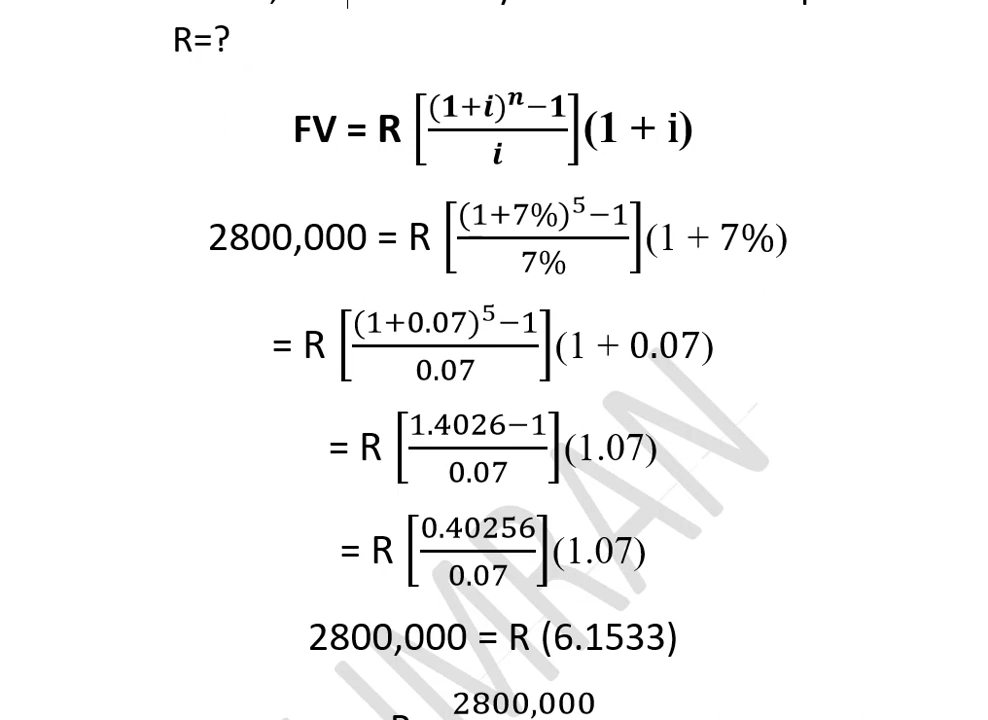 R=?
FV = R [((1+i)^n−1)/i](1 + i)
2800,000 = R [((1+7%)^5−1)/7%](1 + 7%)
= R [((1+0.07)^5−1)/0.07](1 + 0.07)
= R [(1.4026−1)/0.07](1.07)
= R [0.40256/0.07](1.07)
2800,000 = R (6.1533)
2800,000
IMRAN